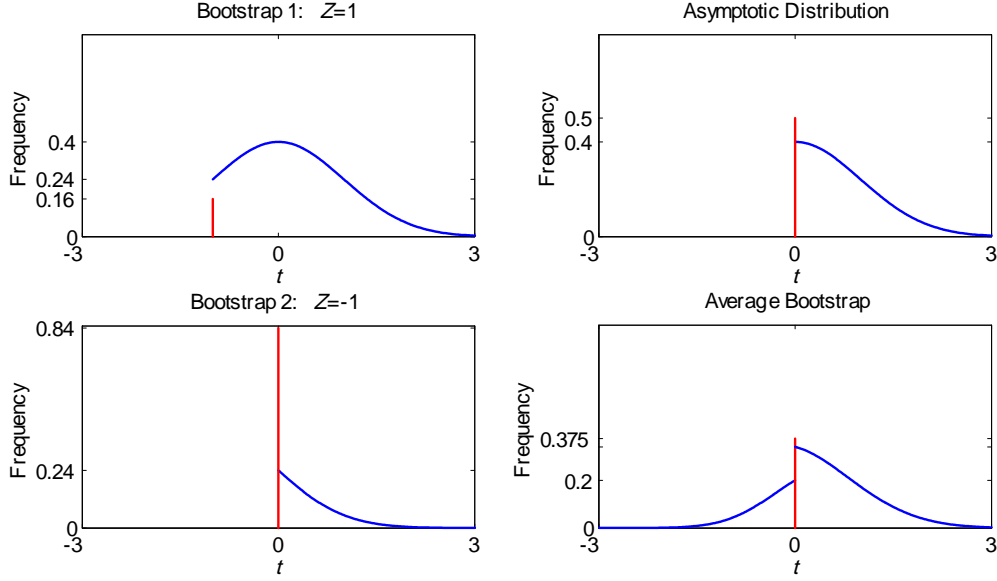 Bootstrap 1: Z=1
Frequency
0.4
0.24
0.16
0
-3
0
3
t
Asymptotic Distribution
Frequency
0.5
0.4
0
-3
0
3
t
Bootstrap 2: Z=-1
Frequency
0.84
0.24
0
-3
0
3
t
Average Bootstrap
Frequency
0.375
0.2
0
-3
0
3
t